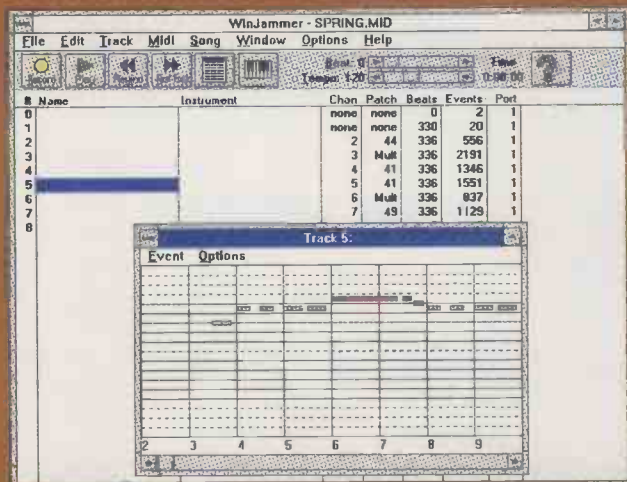 WinJammer - SPRING.MID
File Edit Track Midi Song Window Options Help
Record Play Rewind
Beat: 0 Time
Tempo: 120 0:00:00
# Name Instrument Chan Patch Beats Events Port
0 none none 0 2 1
1 none none 330 20 1
2 2 44 336 556 1
3 3 Mult 336 2191 1
4 4 41 336 1346 1
5 5 41 336 1551 1
6 6 Mult 336 837 1
7 7 49 336 1129 1
8
Track 5:
Event Options
2 3 4 5 6 7 8 9